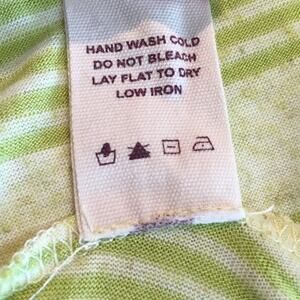 HAND WASH COLD
DO NOT BLEACH
LAY FLAT TO DRY
LOW IRON